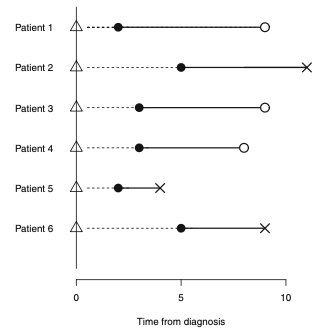 Patient 1
Patient 2
Patient 3
Patient 4
Patient 5
Patient 6
0 5 10
Time from diagnosis